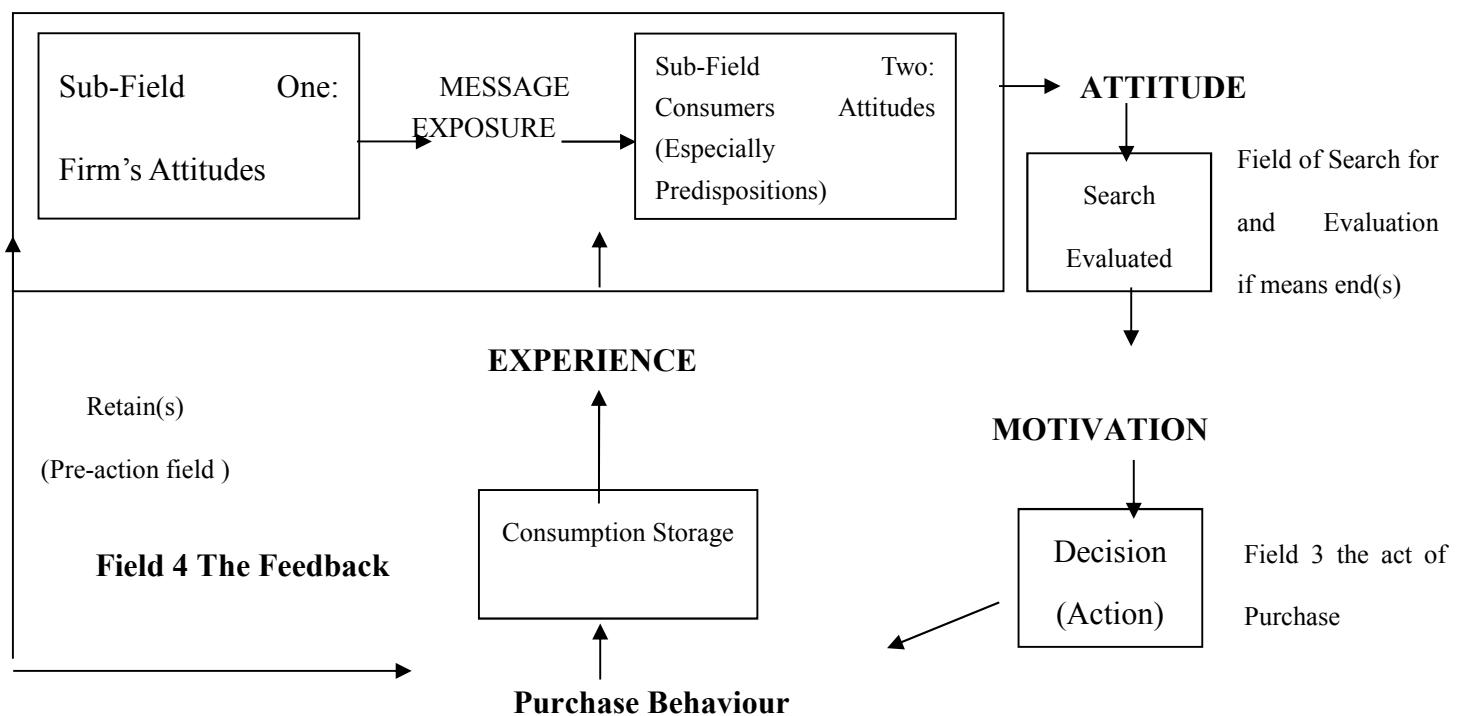 Sub-Field One:
Firm's Attitudes
MESSAGE
EXPOSURE
Sub-Field Two:
Consumers Attitudes
(Especially
Predispositions)
ATTITUDE
Search
Evaluated
Field of Search for
and Evaluation
if means end(s)
EXPERIENCE
Retain(s)
(Pre-action field )
MOTIVATION
Consumption Storage
Field 4 The Feedback
Decision
(Action)
Field 3 the act of
Purchase
Purchase Behaviour